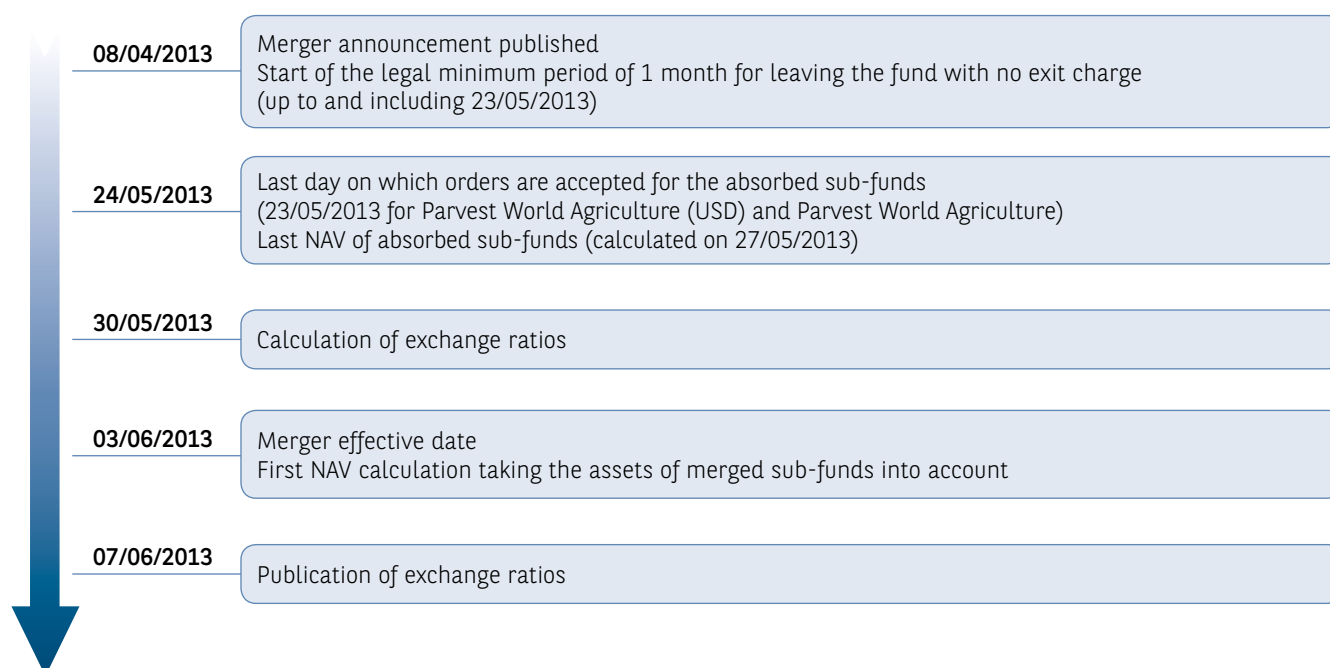 08/04/2013
Merger announcement published
Start of the legal minimum period of 1 month for leaving the fund with no exit charge
(up to and including 23/05/2013)
24/05/2013
Last day on which orders are accepted for the absorbed sub-funds
(23/05/2013 for Parvest World Agriculture (USD) and Parvest World Agriculture)
Last NAV of absorbed sub-funds (calculated on 27/05/2013)
30/05/2013
Calculation of exchange ratios
03/06/2013
Merger effective date
First NAV calculation taking the assets of merged sub-funds into account
07/06/2013
Publication of exchange ratios